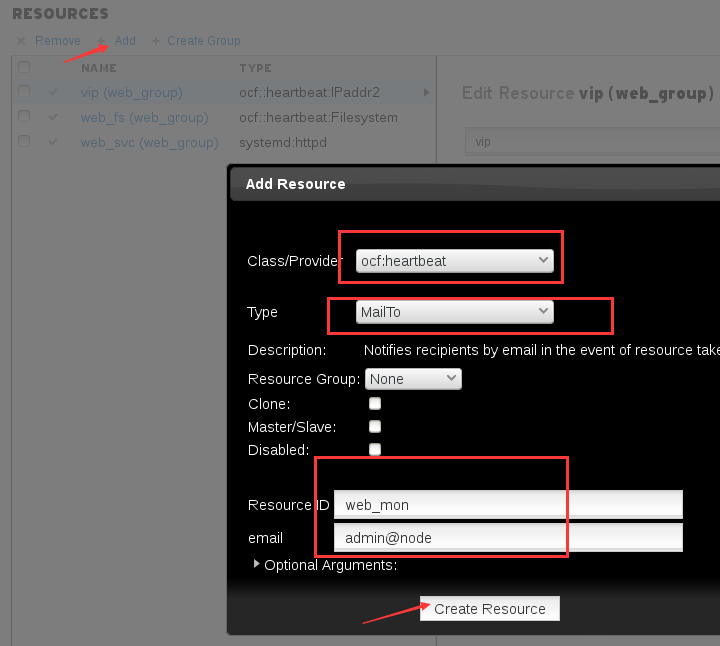 RESOURCES
Remove Add Create Group
NAME TYPE
vip (web_group) ocf::heartbeat:IPaddr2
web_fs (web_group) ocf::heartbeat:Filesystem
web_svc (web_group) systemd:httpd
Edit Resource vip (web_group)
vip
Add Resource
Class/Provider ocf:heartbeat
Type MailTo
Description: Notifies recipients by email in the event of resource take
Resource Group: None
Clone:
Master/Slave:
Disabled:
Resource ID web_mon
email admin@node
Optional Arguments:
Create Resource